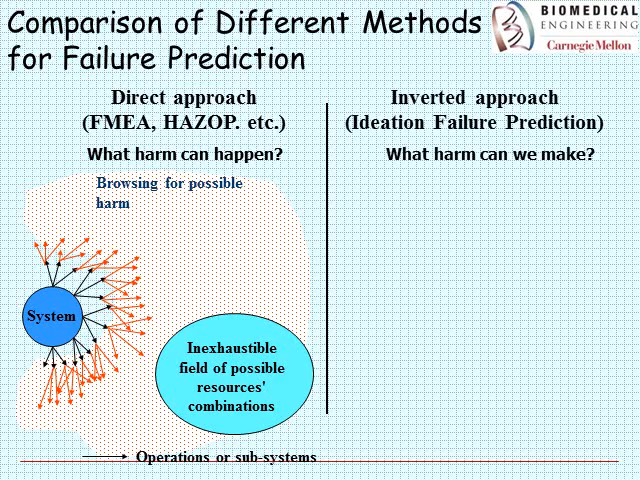 Comparison of Different Methods
for Failure Prediction
BIOMEDICAL
ENGINEERING
Carnegie Mellon
Direct approach
(FMEA, HAZOP. etc.)
What harm can happen?
Browsing for possible
harm
System
Inexhaustible
field of possible
resources'
combinations
Operations or sub-systems
Inverted approach
(Ideation Failure Prediction)
What harm can we make?